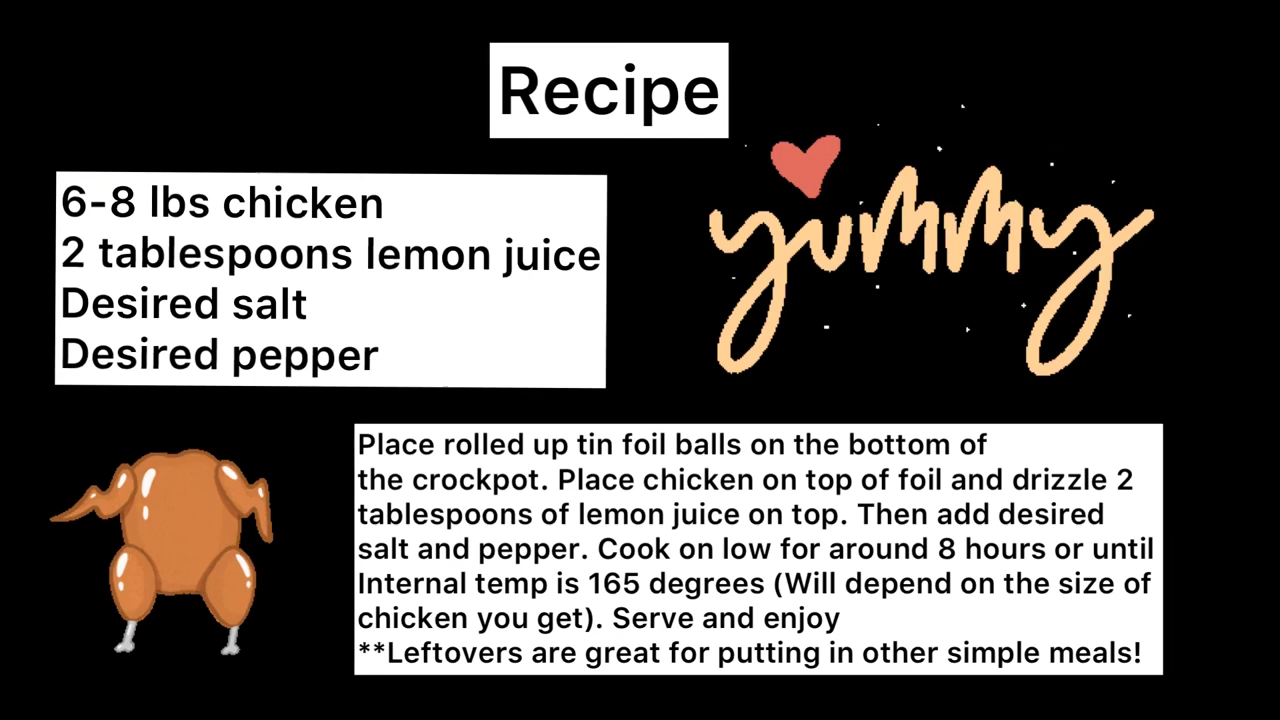 Recipe
6-8 lbs chicken
2 tablespoons lemon juice
Desired salt
Desired pepper
yummy
Place rolled up tin foil balls on the bottom of
the crockpot. Place chicken on top of foil and drizzle 2
tablespoons of lemon juice on top. Then add desired
salt and pepper. Cook on low for around 8 hours or until
Internal temp is 165 degrees (Will depend on the size of
chicken you get). Serve and enjoy
**Leftovers are great for putting in other simple meals!